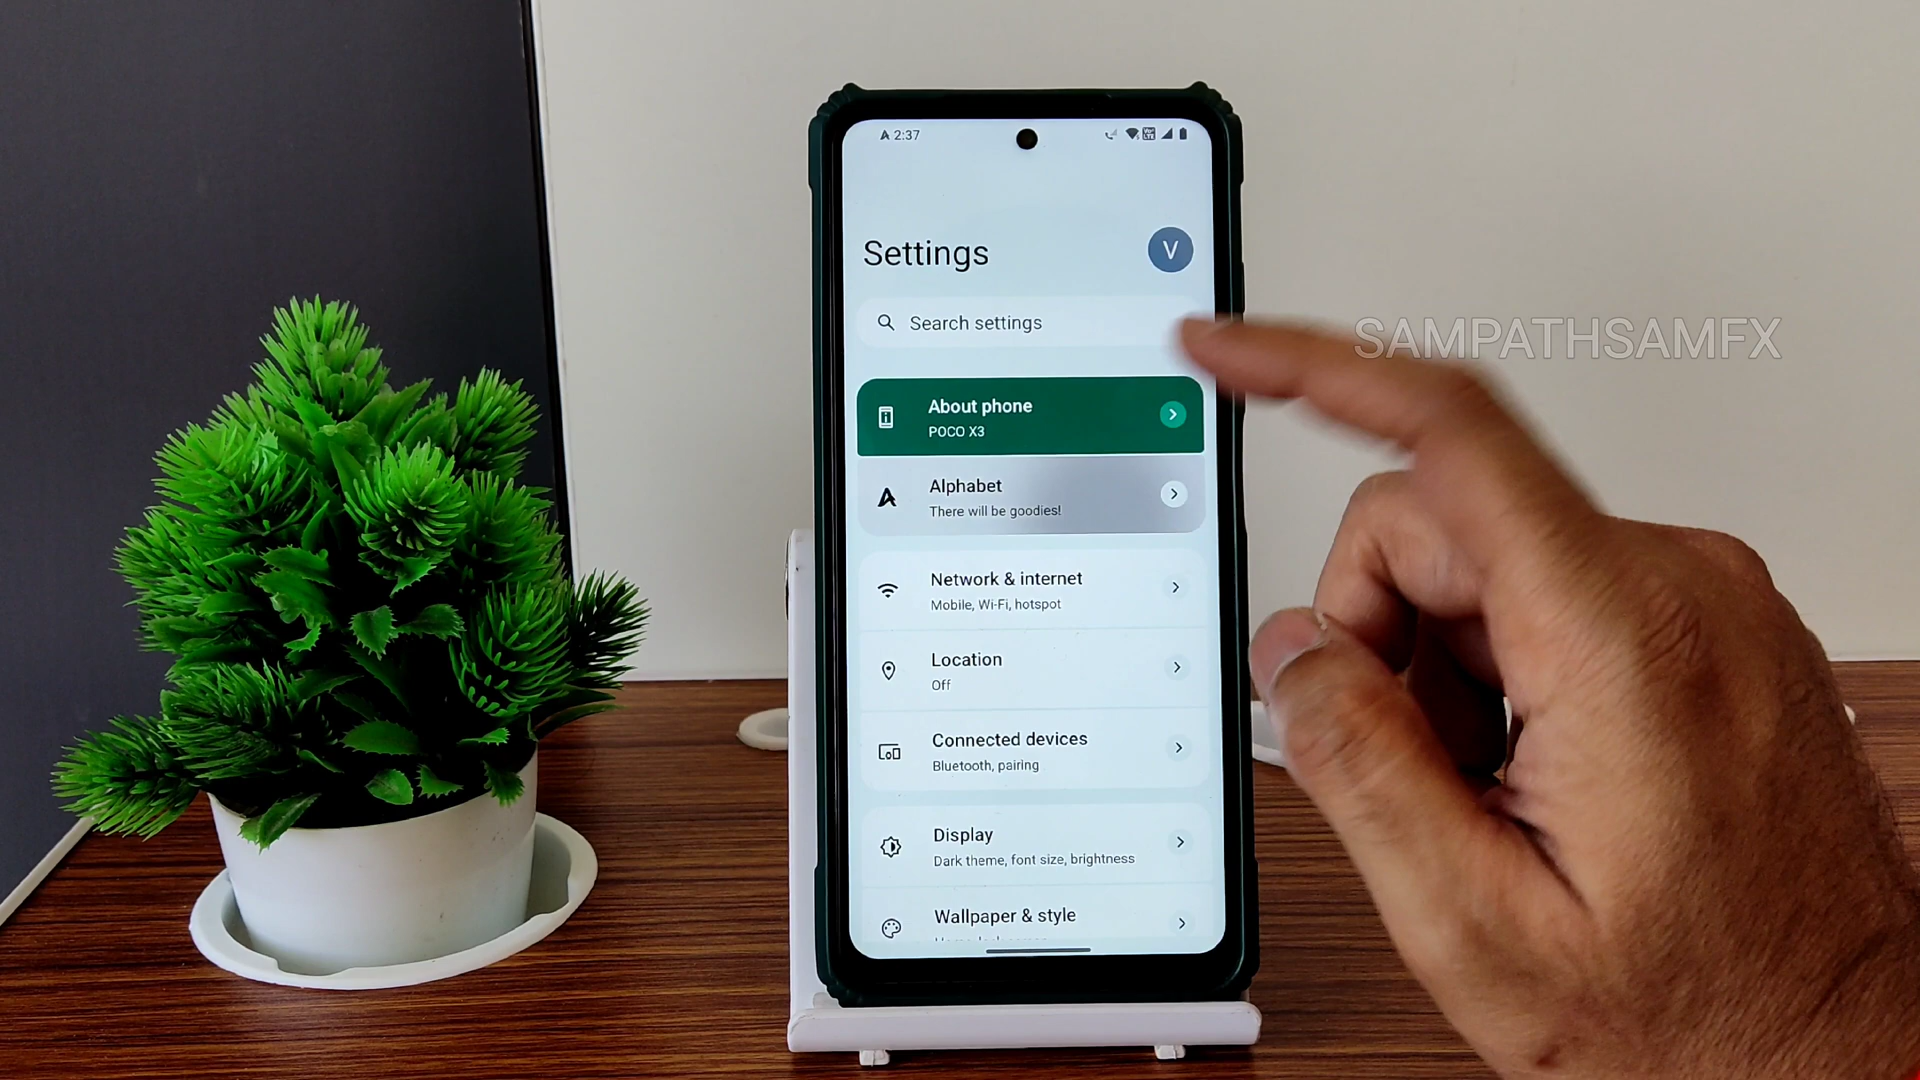 2:37
Settings
V
Search settings
SAMPATHSAMFX
About phone
POCO X3
Alphabet
There will be goodies!
Network & internet
Mobile, Wi-Fi, hotspot
Location
Off
Connected devices
Bluetooth, pairing
Display
Dark theme, font size, brightness
Wallpaper & style